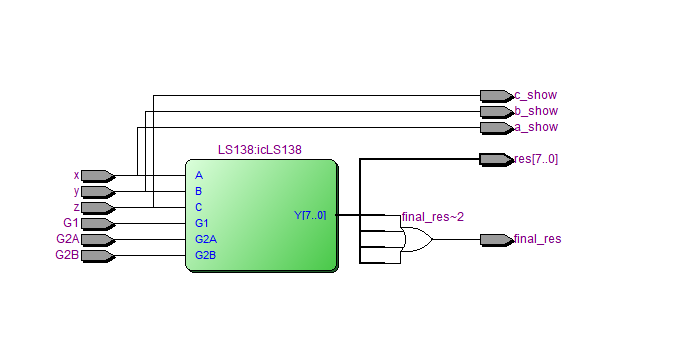 c_show
b_show
a_show
LS138:icLS138
res[7..0]
x
A
y
B
z
C
Y[7..0]
final_res~2
G1
G1
G2A
G2A
final_res
G2B
G2B